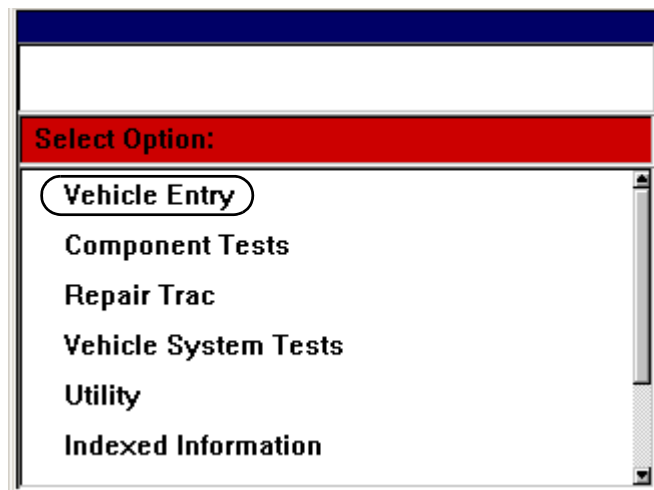 Select Option:
Vehicle Entry
Component Tests
Repair Trac
Vehicle System Tests
Utility
Indexed Information